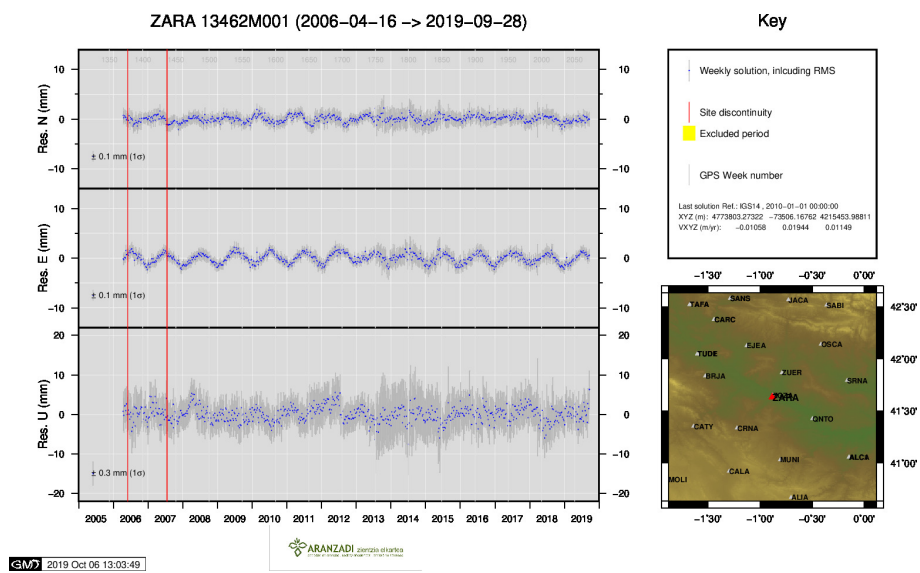 ZARA 13462M001 (2006−04−16 −> 2019−09−28)
Key
1350 1400 1450 1500 1550 1600 1650 1700 1750 1800 1850 1900 1950 2000 2050
Res. N (mm)
10
0
−10
10
0
−10
± 0.1 mm (1σ)
Res. E (mm)
10
0
−10
10
0
−10
± 0.1 mm (1σ)
Res. U (mm)
20
10
0
−10
−20
20
10
0
−10
−20
± 0.3 mm (1σ)
2005 2006 2007 2008 2009 2010 2011 2012 2013 2014 2015 2016 2017 2018 2019
Weekly solution, inlcuding RMS
Site discontinuity
Excluded period
GPS Week number
Last solution Ref.: IGS14 , 2010−01−01 00:00:00
XYZ (m): 4773803.27322 −73506.16762 4215453.98811
VXYZ (m/yr): −0.01058 0.01944 0.01149
−1˚30' −1˚00' −0˚30' 0˚00'
TAFA SANS JACA SABI 42˚30'
CARC
EJEA OSCA
TUDE 42˚00'
BRJA ZUER SRNA
ZARA
41˚30'
CATY CRNA QNTO
MUNI ALCA 41˚00'
MOLI CALA
ALIA
−1˚30' −1˚00' −0˚30' 0˚00'
ARANZADI zientzia elkartea
GMT 2019 Oct 06 13:03:49